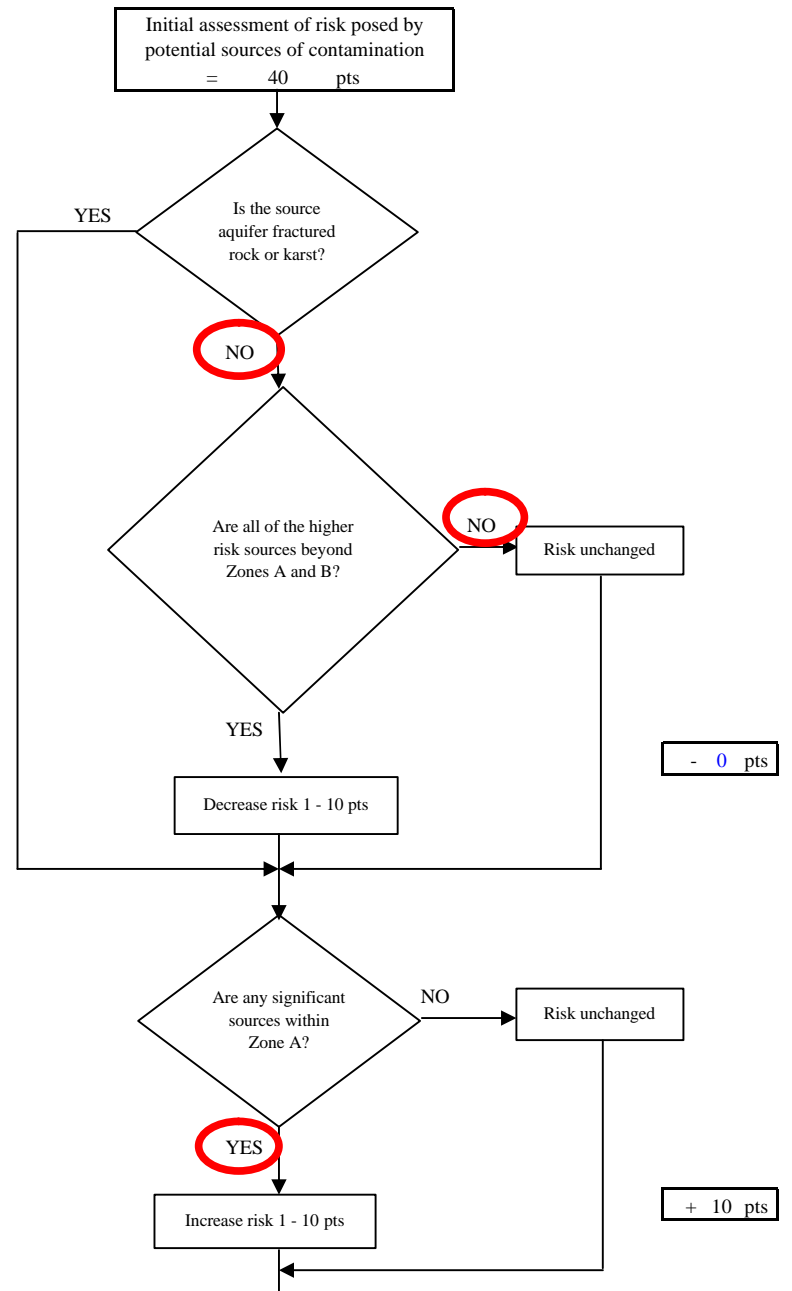 Initial assessment of risk posed by
potential sources of contamination
= 40 pts
YES
Is the source
aquifer fractured
rock or karst?
NO
Are all of the higher
risk sources beyond
Zones A and B?
NO
Risk unchanged
YES
- 0 pts
Decrease risk 1 - 10 pts
Are any significant
sources within
Zone A?
NO
Risk unchanged
YES
+ 10 pts
Increase risk 1 - 10 pts